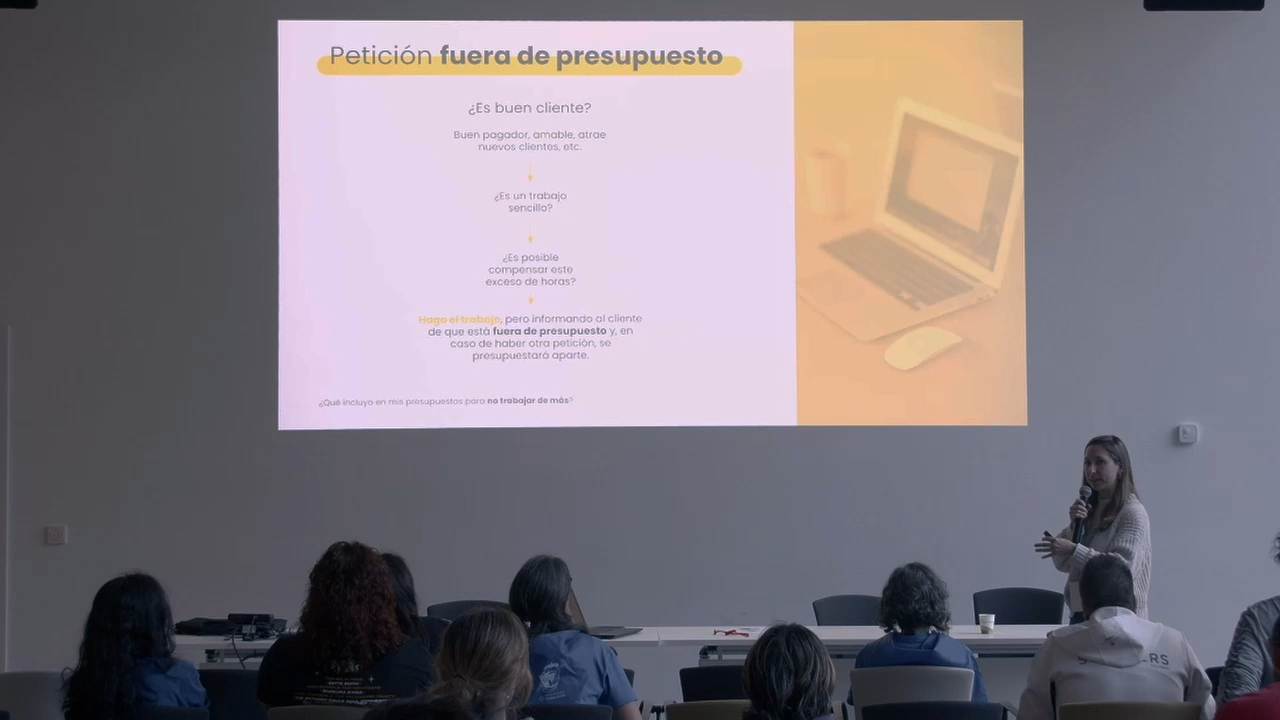 Petición fuera de presupuesto
¿Es buen cliente?
Buen pagador, amable, atrae
nuevos clientes, etc.
¿Es un trabajo
sencillo?
¿Es posible
compensar este
exceso de horas?
Hago el trabajo, pero informando al cliente
de que está fuera de presupuesto y, en
caso de haber otra petición, se
presupuestará aparte.
¿Qué incluyo en mis presupuestos para no trabajar de más?